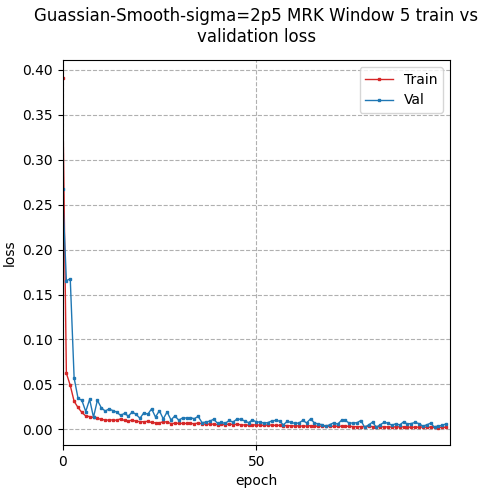 Guassian-Smooth-sigma=2p5 MRK Window 5 train vs
validation loss
Train
Val
0.40
0.35
0.30
0.25
0.20
0.15
0.10
0.05
0.00
loss
0 50
epoch